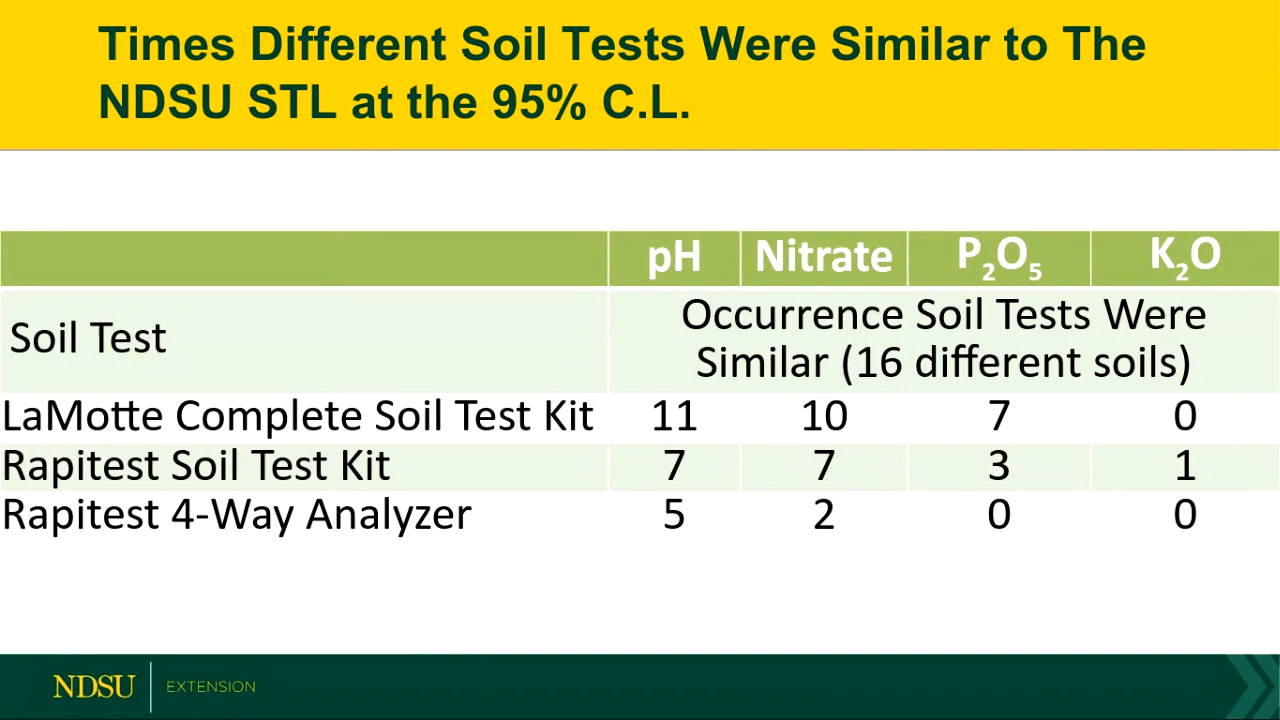 Times Different Soil Tests Were Similar to The
NDSU STL at the 95% C.L.
pH Nitrate P₂O₅ K₂O
Soil Test
Occurrence Soil Tests Were
Similar (16 different soils)
LaMotte Complete Soil Test Kit 11 10 7 0
Rapitest Soil Test Kit 7 7 3 1
Rapitest 4-Way Analyzer 5 2 0 0
NDSU EXTENSION